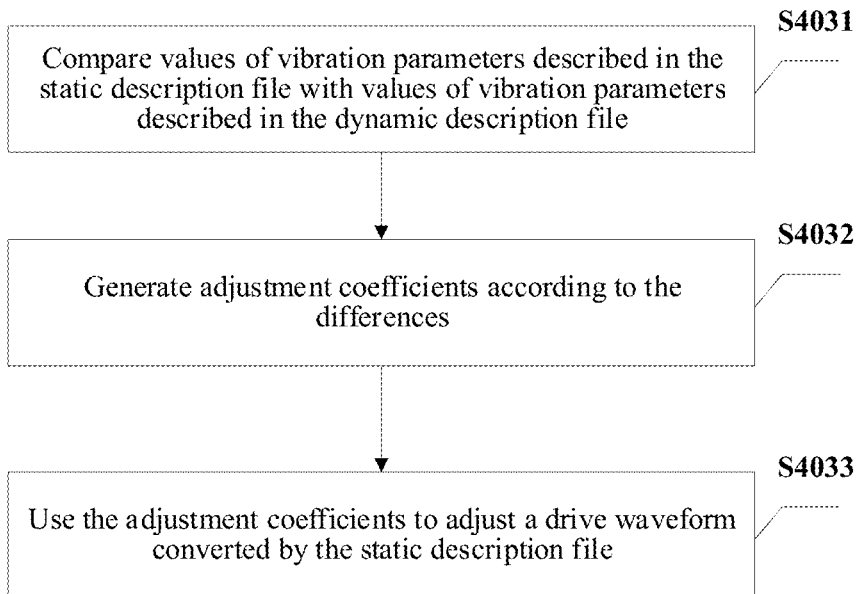 S4031
Compare values of vibration parameters described in the
static description file with values of vibration parameters
described in the dynamic description file
S4032
Generate adjustment coefficients according to the
differences
S4033
Use the adjustment coefficients to adjust a drive waveform
converted by the static description file